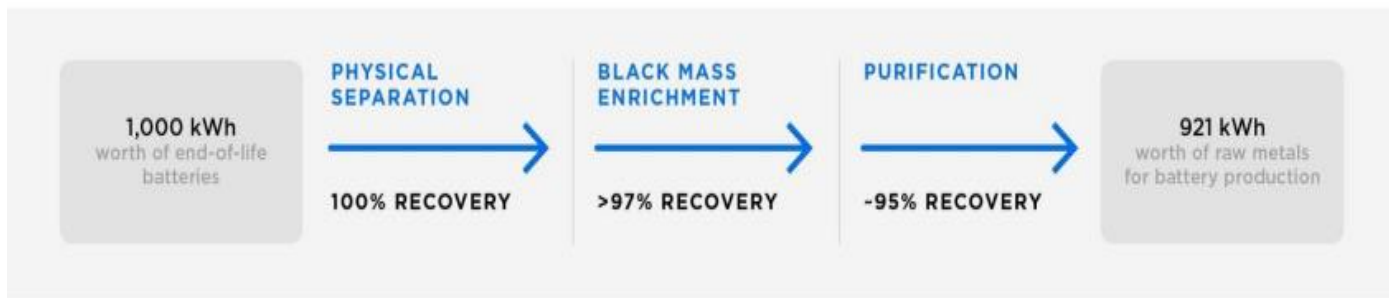 1,000 kWh
worth of end-of-life
batteries
PHYSICAL
SEPARATION
100% RECOVERY
BLACK MASS
ENRICHMENT
>97% RECOVERY
PURIFICATION
~95% RECOVERY
921 kWh
worth of raw metals
for battery production